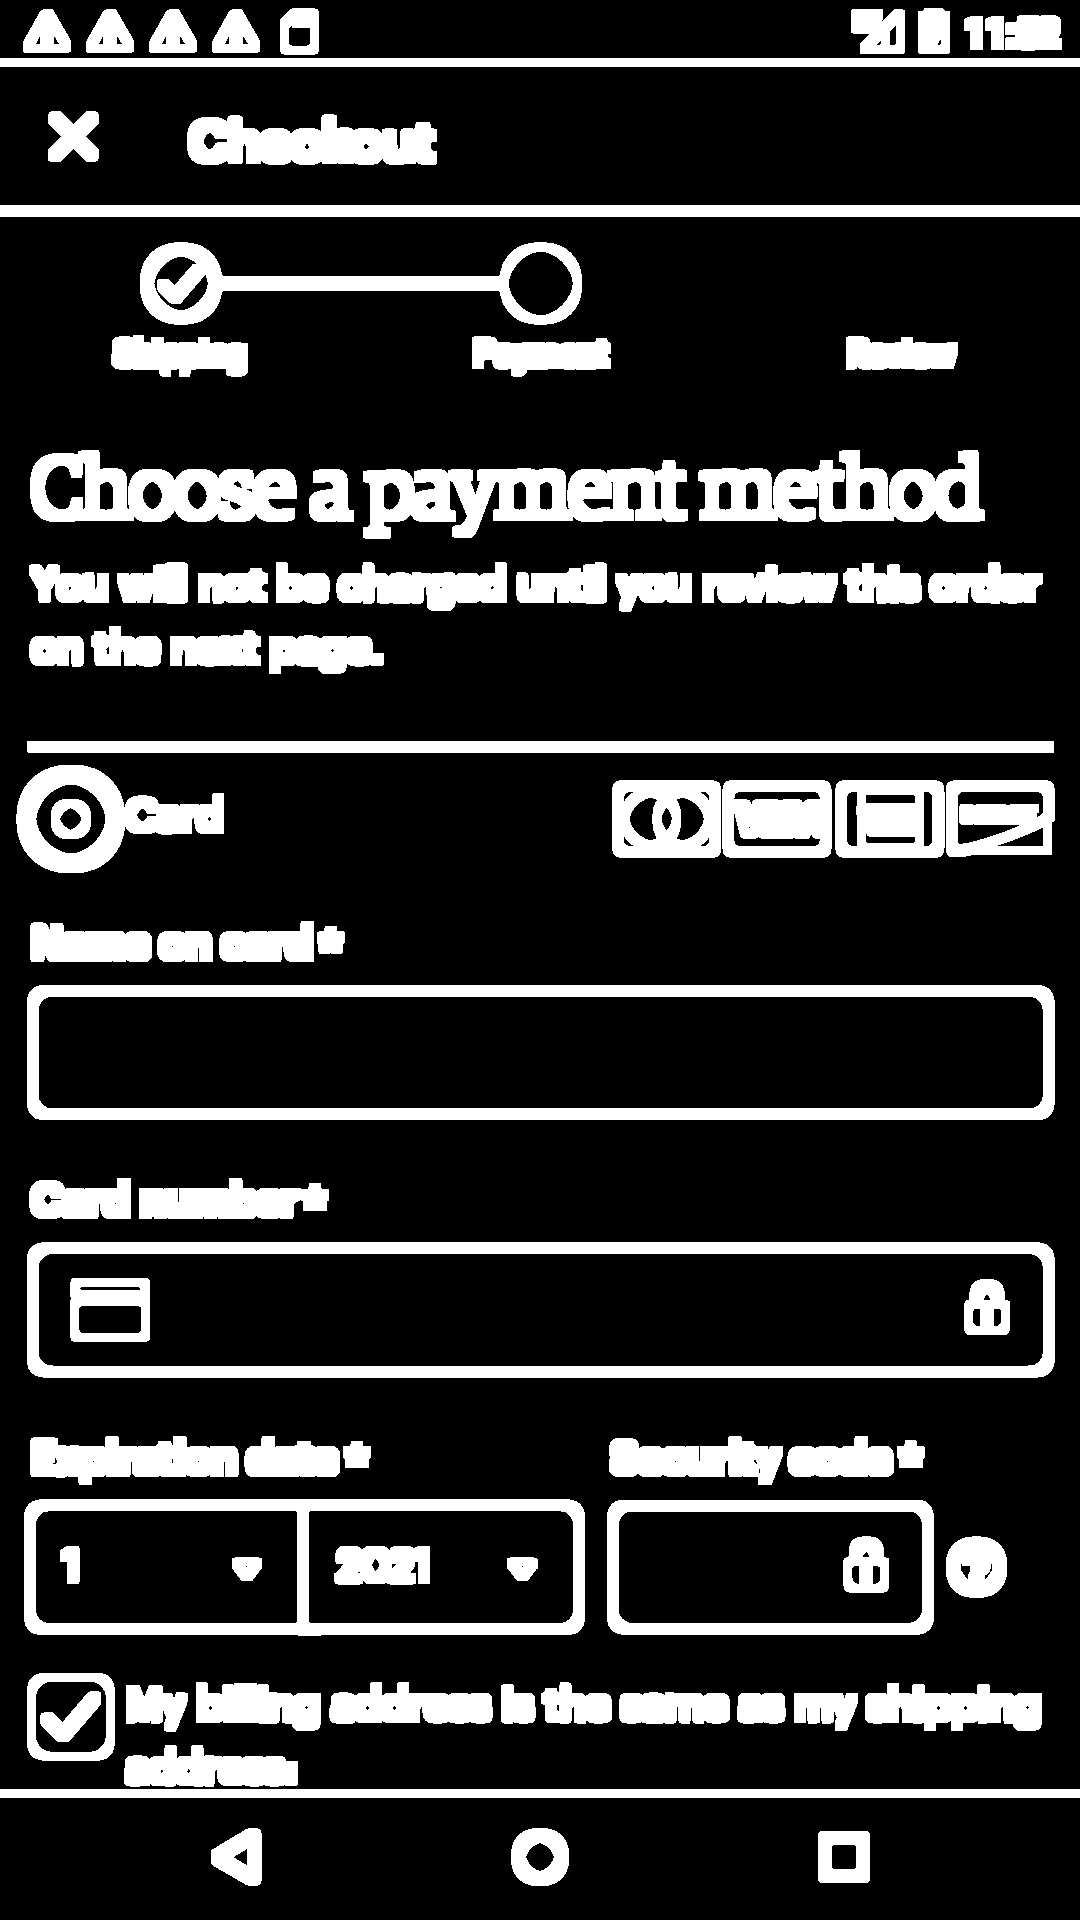 Checkout
Shipping Payment Review
Choose a payment method
You will not be charged until you review this order
on the next page.
Card VISA
Name on card*
Card number*
Expiration date* Security code*
1 2021 ?
My billing address is the same as my shipping
address: